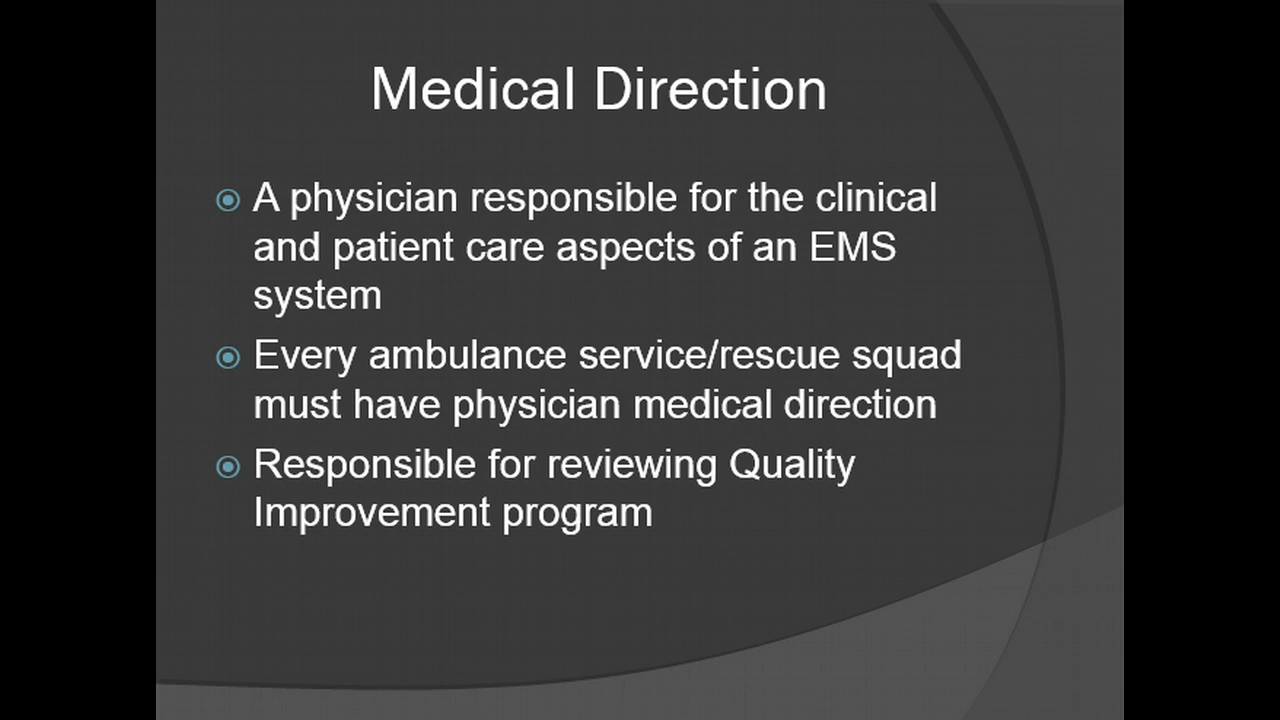 Medical Direction
A physician responsible for the clinical
and patient care aspects of an EMS
system
Every ambulance service/rescue squad
must have physician medical direction
Responsible for reviewing Quality
Improvement program